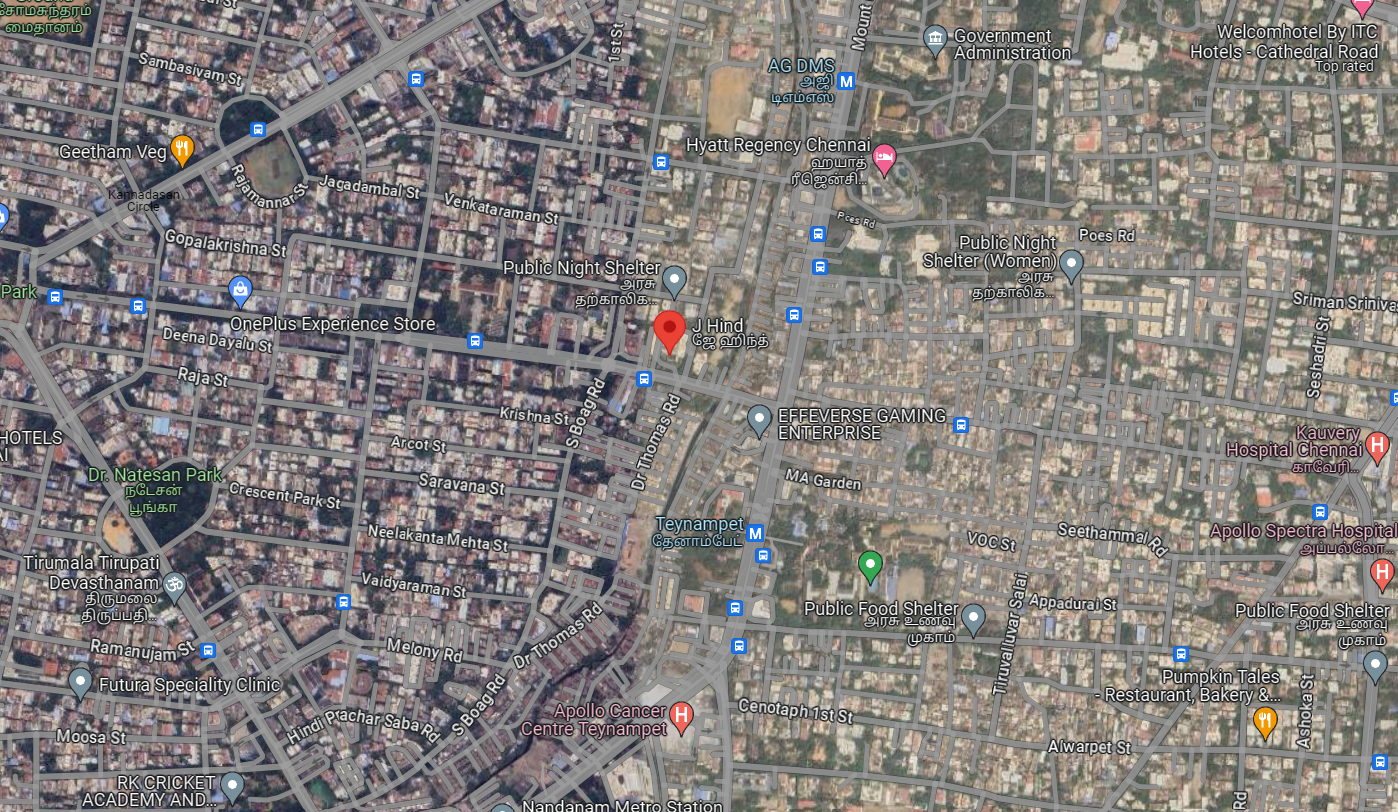 சோமசுந்தரம்
மைதானம்
Sambasivam St
1st St
Mount
Government
Administration
Welcomhotel By ITC
Hotels - Cathedral Road
Top rated
AG DMS
அஜி
டிஎம்எஸ்
M
Geetham Veg
Kannadasan
Circle
Rajamannar St
Jagadambal St
Venkataraman St
Hyatt Regency Chennai
ஹயாத்
ரீஜென்சி...
Pces Rd
Poes Rd
Gopalakrishna St
Public Night Shelter
அரசு
தற்காலிக...
Public Night
Shelter (Women)
அரசு
தற்காலிக...
Park
OnePlus Experience Store
Deena Dayalu St
J Hind
ஜே ஹிந்த்
Sriman Sriniva
Seshadri St
Raja St
Krishna St
S Boag Rd
Dr. Thomas Rd
EFFEVERSE GAMING
ENTERPRISE
HOTELS
AI
Arcot St
Kauvery
Hospital Chennai
காவேரி...
H
Dr. Natesan Park
நடேசன்
பூங்கா
Crescent Park St
Saravana St
MA Garden
Teynampet
தேனாம்பேட்
M
Neelakanta Mehta St
VOC St
Seethammal Rd
Apollo Spectra Hospital
அப்பல்லோ...
H
Tirumala Tirupati
Devasthanam
திருமலை
திருப்பதி...
Vaidyaraman St
Public Food Shelter
அரசு உணவு
முகாம்
Tiruvalluvar Salai
Appadurai St
Public Food Shelter
அரசு உணவு
முகாம்
Ramanujam St
Melony Rd
Dr Thomas Rd
Futura Speciality Clinic
Hindi Prachar Saba Rd
S Boag Rd
Apollo Cancer
Centre Teynampet
H
Cenotaph 1st St
Pumpkin Tales
- Restaurant, Bakery &...
Ashoka St
Moosa St
Alwarpet St
RK CRICKET
ACADEMY AND...
Nandanam Metro Station
Rd